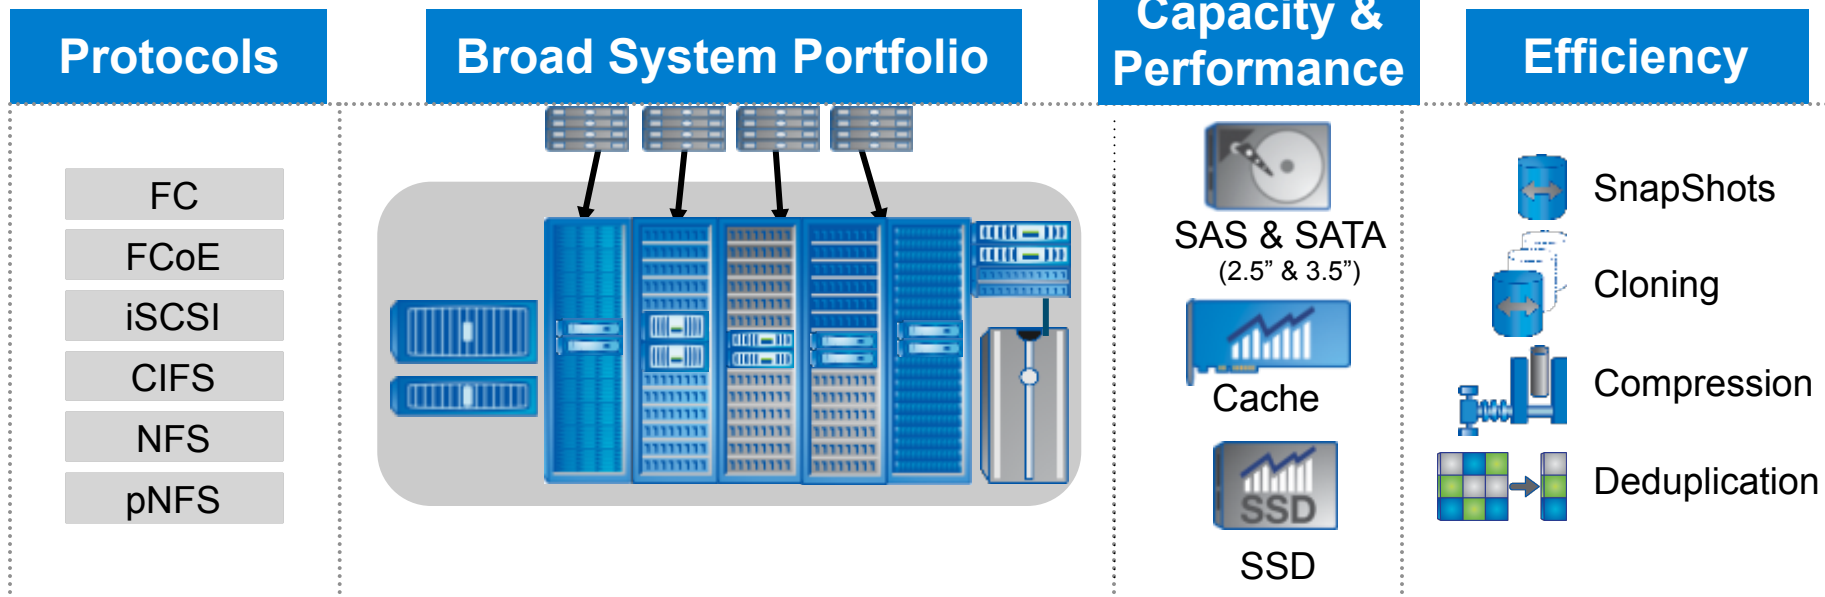 Protocols
Broad System Portfolio
Capacity &
Performance
Efficiency
FC
FCoE
iSCSI
CIFS
NFS
pNFS
SAS & SATA
(2.5” & 3.5”)
Cache
SSD
SSD
SnapShots
Cloning
Compression
Deduplication